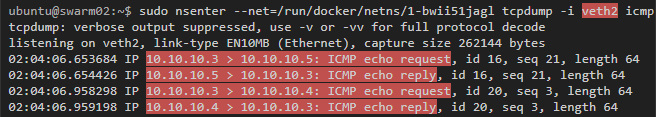 ubuntu@swarm02:~$ sudo nsenter --net=/run/docker/netns/1-bwii51jagl tcpdump -i veth2 icmp
tcpdump: verbose output suppressed, use -v or -vv for full protocol decode
listening on veth2, link-type EN10MB (Ethernet), capture size 262144 bytes
02:04:06.653684 IP 10.10.10.3 > 10.10.10.5: ICMP echo request, id 16, seq 21, length 64
02:04:06.654426 IP 10.10.10.5 > 10.10.10.3: ICMP echo reply, id 16, seq 21, length 64
02:04:06.958298 IP 10.10.10.3 > 10.10.10.4: ICMP echo request, id 20, seq 3, length 64
02:04:06.959198 IP 10.10.10.4 > 10.10.10.3: ICMP echo reply, id 20, seq 3, length 64